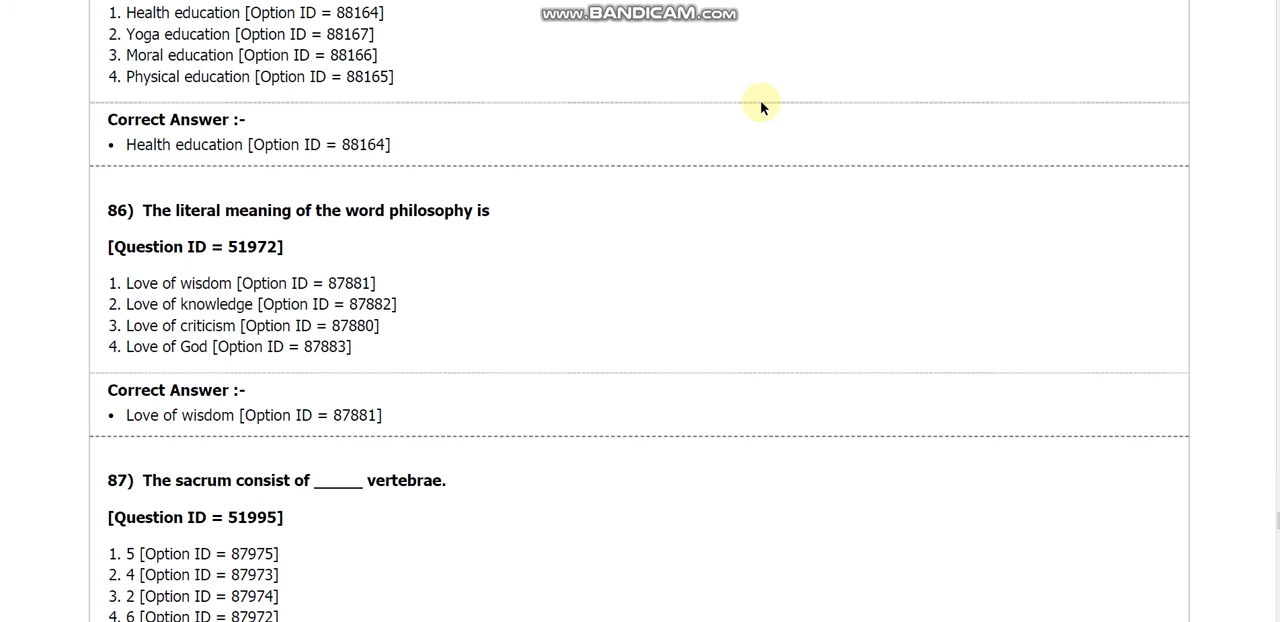 1. Health education [Option ID = 88164]
www.BANDICAM.com
2. Yoga education [Option ID = 88167]
3. Moral education [Option ID = 88166]
4. Physical education [Option ID = 88165]
Correct Answer :-
• Health education [Option ID = 88164]
86) The literal meaning of the word philosophy is
[Question ID = 51972]
1. Love of wisdom [Option ID = 87881]
2. Love of knowledge [Option ID = 87882]
3. Love of criticism [Option ID = 87880]
4. Love of God [Option ID = 87883]
Correct Answer :-
• Love of wisdom [Option ID = 87881]
87) The sacrum consist of _____ vertebrae.
[Question ID = 51995]
1. 5 [Option ID = 87975]
2. 4 [Option ID = 87973]
3. 2 [Option ID = 87974]
4. 6 [Option ID = 87972]